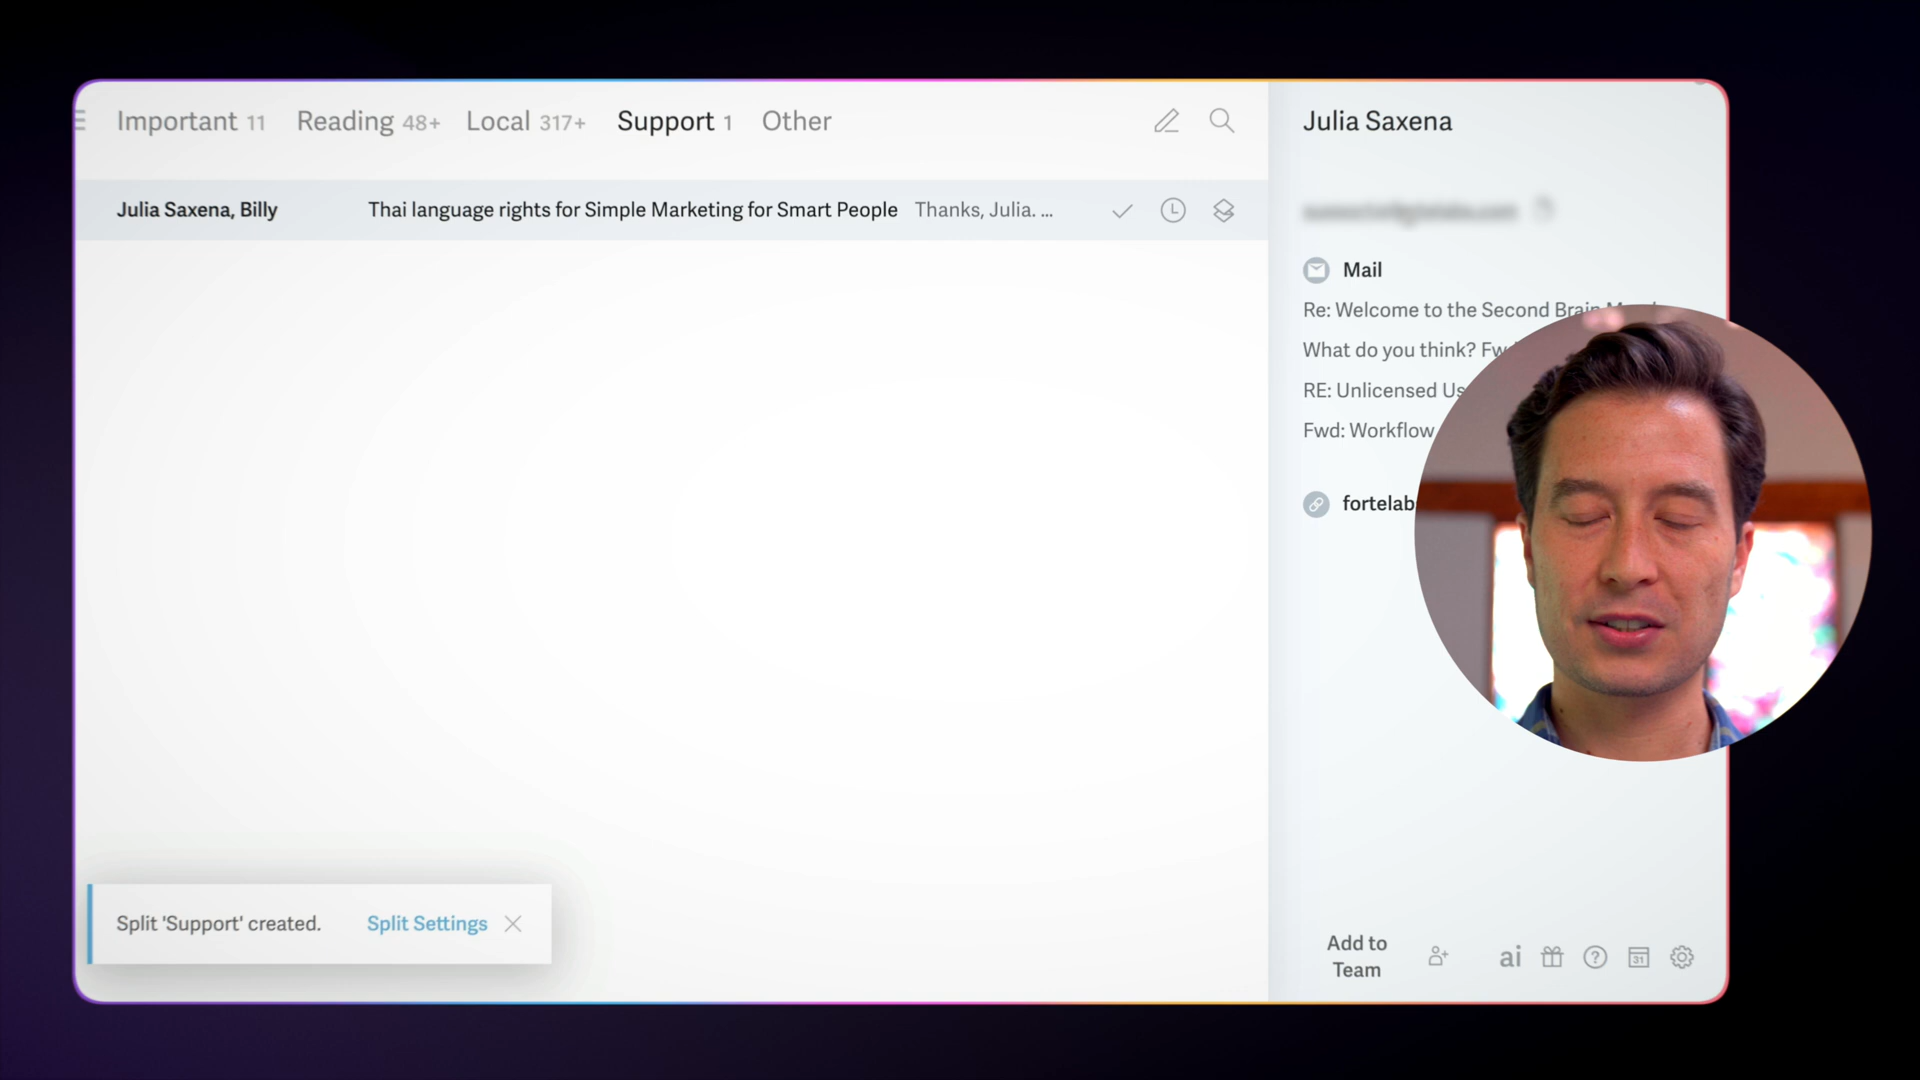 Important 11 Reading 48+ Local 317+ Support 1 Other
Julia Saxena, Billy Thai language rights for Simple Marketing for Smart People Thanks, Julia. ...
Split 'Support' created. Split Settings
Julia Saxena
Mail
Re: Welcome to the Second Brain
What do you think?
RE: Unlicensed
Fwd: Workflow
fortelab
Add to
Team
ai
31